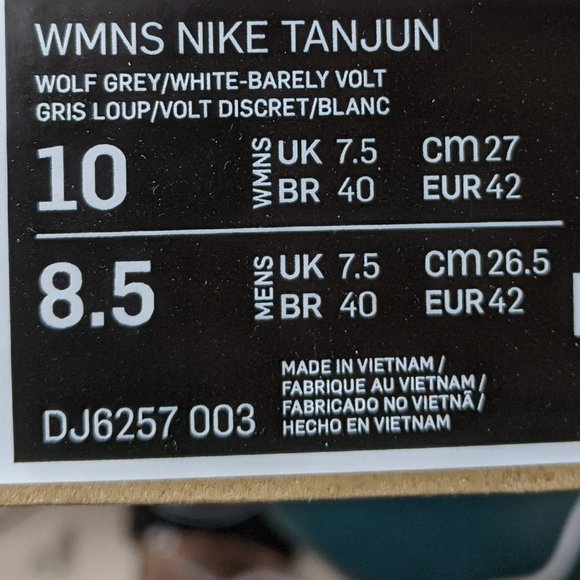 WMNS NIKE TANJUN
WOLF GREY/WHITE-BARELY VOLT
GRIS LOUP/VOLT DISCRET/BLANC
10 WMNS UK 7.5 cm 27
BR 40 EUR 42
8.5 MENS UK 7.5 cm 26.5
BR 40 EUR 42
MADE IN VIETNAM /
FABRIQUE AU VIETNAM /
FABRICADO NO VIETNÃ /
HECHO EN VIETNAM
DJ6257 003